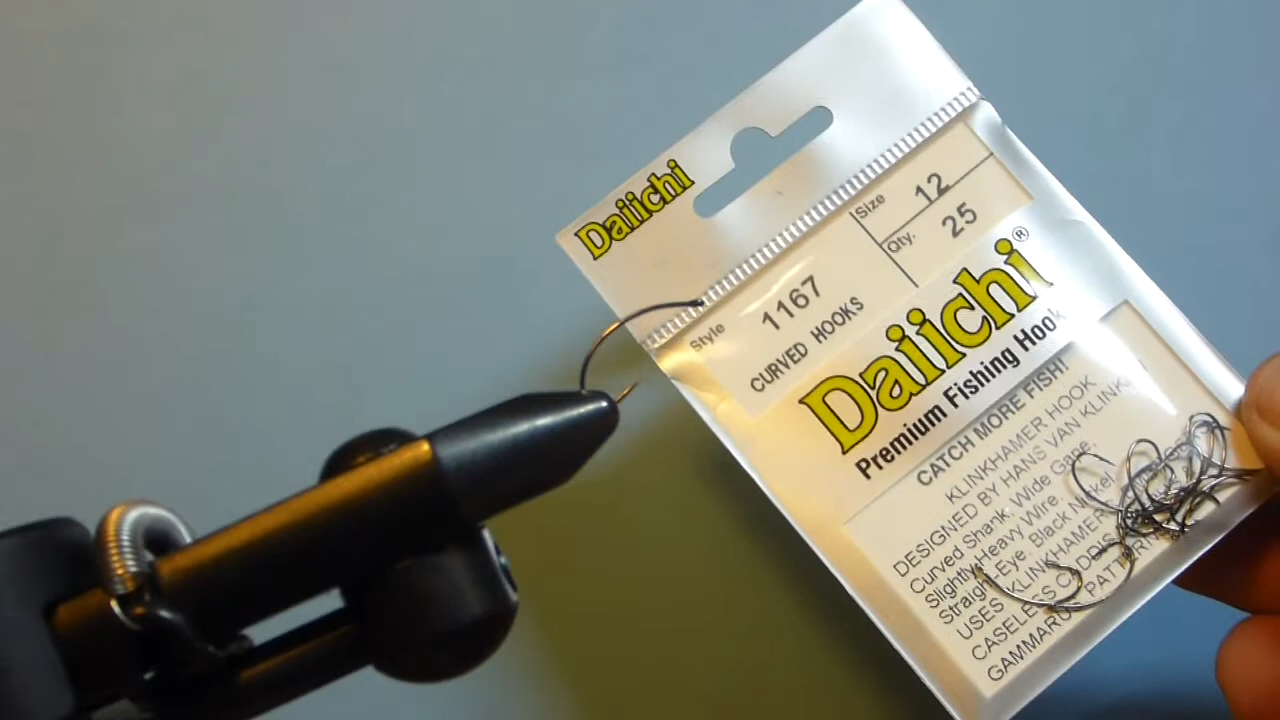 Daiichi
Size 12
Qty. 25
Style 1167
CURVED HOOKS
Daiichi®
Premium Fishing Hook
CATCH MORE FISH!
KLINKHAMER HOOK
DESIGNED BY HANS VAN KLINK
Curved Shank. Wide Gape.
Slightly Heavy Wire.
Straight Eye. Black Nickel
USES KLINKHAMER
CASELESS CADDIS
GAMMARUS PATTERN